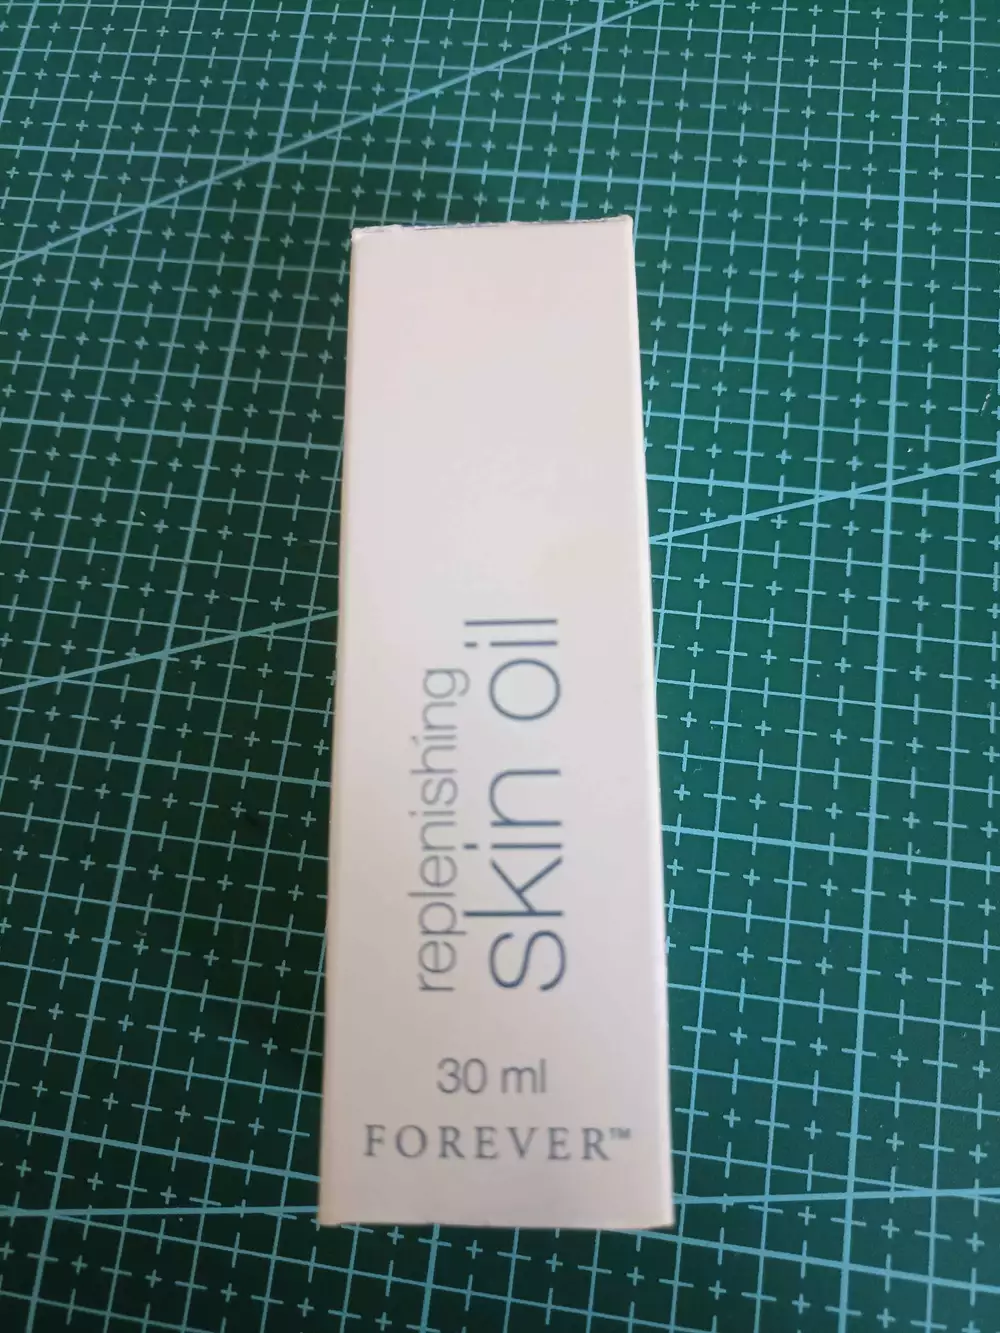 replenishing
skin oil
30 ml
FOREVER™